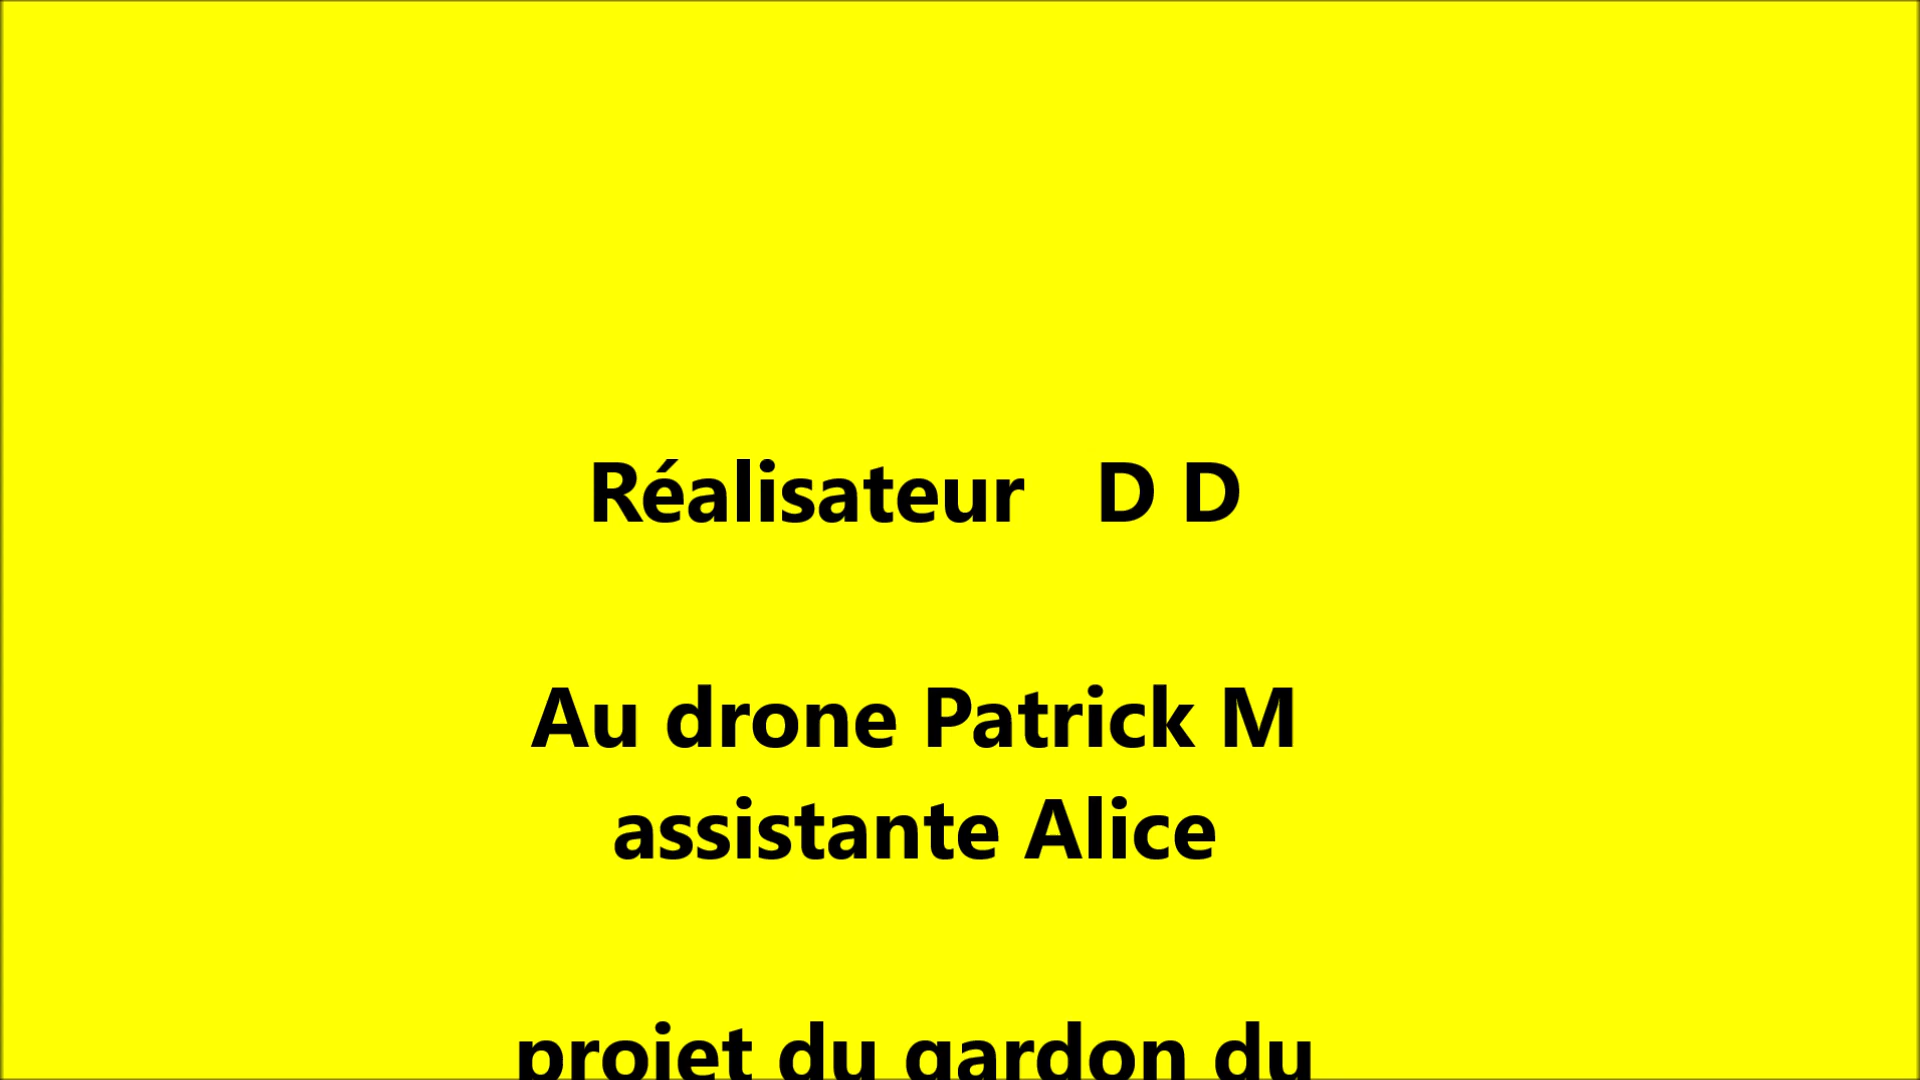 Réalisateur   D D
Au drone Patrick M
assistante Alice
projet du gardon du